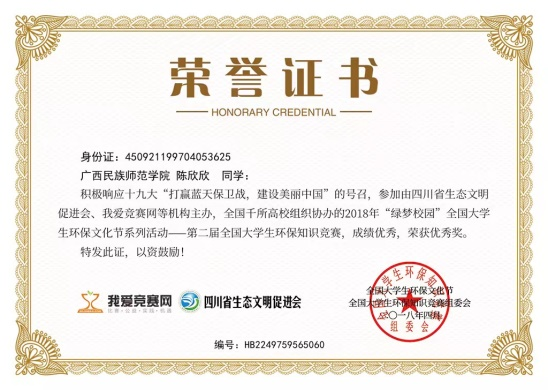 荣誉证书
HONORARY CREDENTIAL
身份证：450921199704053625
广西民族师范学院 陈欣欣 同学：
积极响应十九大“打赢蓝天保卫战，建设美丽中国”的号召，参加由四川省生态文明
促进会、我爱竞赛网等机构主办，全国千所高校组织协办的2018年“绿梦校园”全国大学
生环保文化节系列活动——第二届全国大学生环保知识竞赛，成绩优秀，荣获优秀奖。
特发此证，以资鼓励！
我爱竞赛网
四川省生态文明促进会
全国大学生环保文化节
全国大学生环保知识竞赛组委会
二〇一八年四月
组委会
编号：HB2249759565060